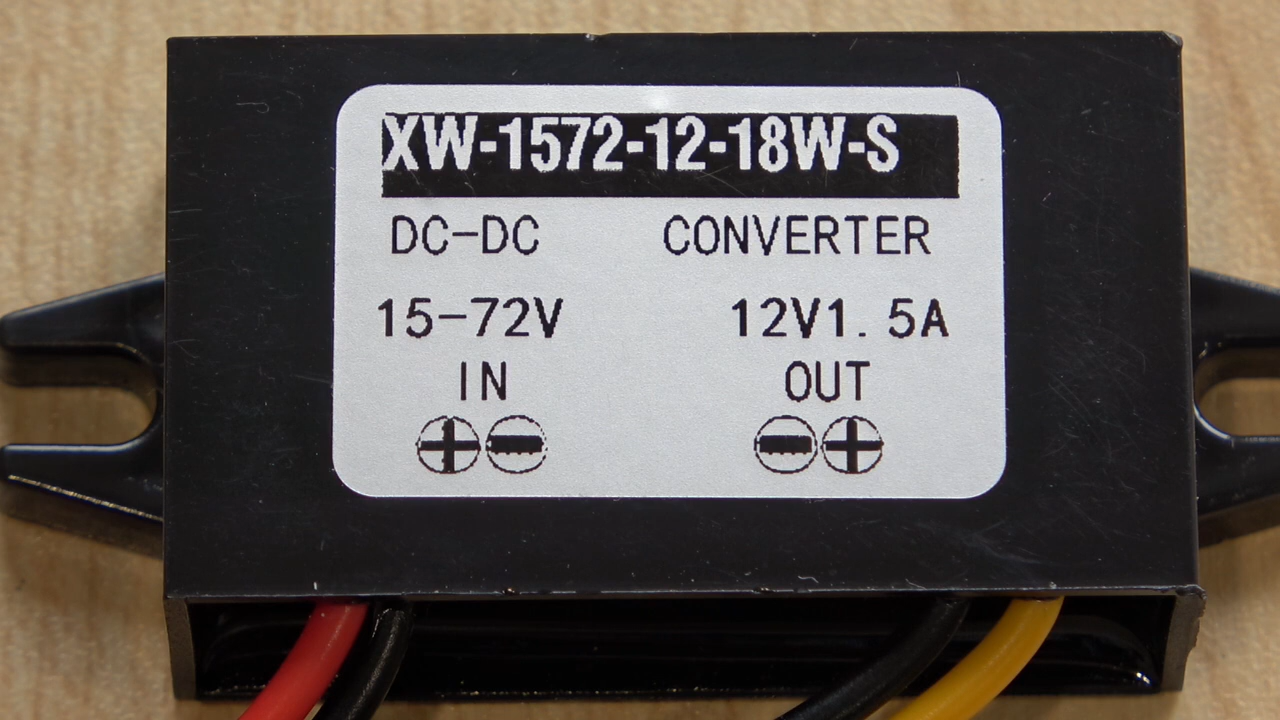 XW-1572-12-18W-S
DC-DC CONVERTER
15-72V 12V1.5A
IN OUT